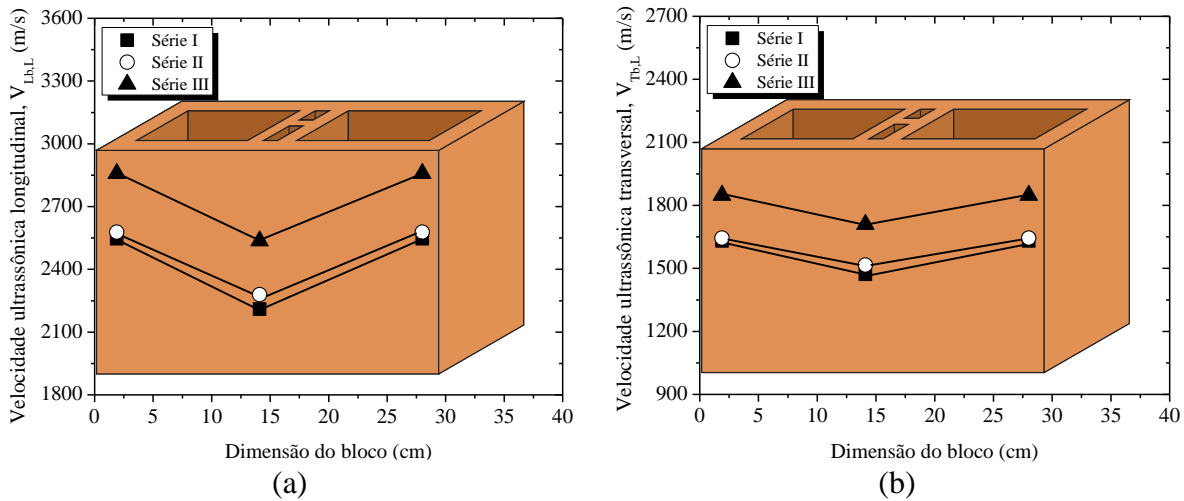 Velocidade ultrassônica longitudinal, V_Lb,L (m/s)
3600
3300
3000
2700
2400
2100
1800
Série I
Série II
Série III
0 5 10 15 20 25 30 35 40
Dimensão do bloco (cm)
(a)
Velocidade ultrassônica transversal, V_Tb,L (m/s)
2700
2400
2100
1800
1500
1200
900
Série I
Série II
Série III
0 5 10 15 20 25 30 35 40
Dimensão do bloco (cm)
(b)